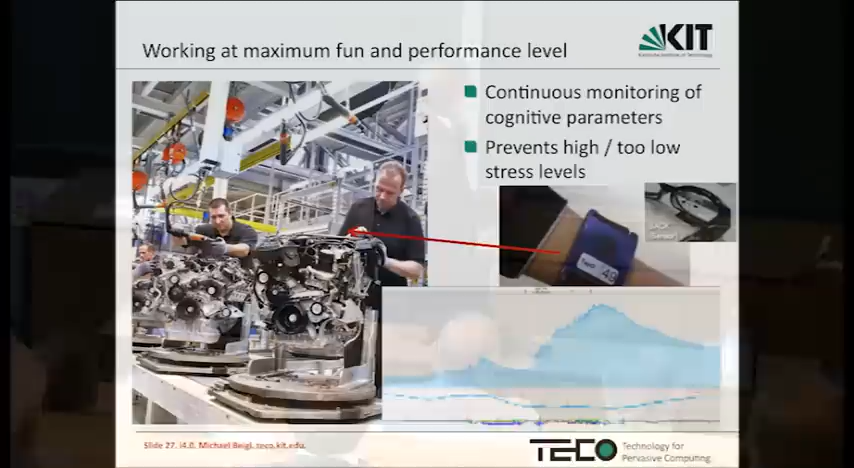 Working at maximum fun and performance level
KIT
Continuous monitoring of
cognitive parameters
Prevents high / too low
stress levels
Slide 27. i4.0. Michael Beigl. teco.kit.edu.
TECO
Technology for
Pervasive Computing